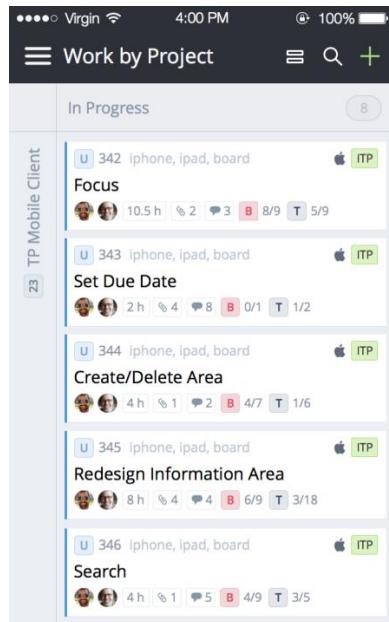 Virgin 4:00 PM 100%
Work by Project
In Progress 8
TP Mobile Client 23
U 342 iphone, ipad, board ITP
Focus
10.5 h 2 3 B 8/9 T 5/9
U 343 iphone, ipad, board ITP
Set Due Date
2 h 4 8 B 0/1 T 1/2
U 344 iphone, ipad, board ITP
Create/Delete Area
4 h 1 2 B 4/7 T 1/6
U 345 iphone, ipad, board ITP
Redesign Information Area
8 h 4 4 B 6/9 T 3/18
U 346 iphone, ipad, board ITP
Search
4 h 1 5 B 4/9 T 3/5